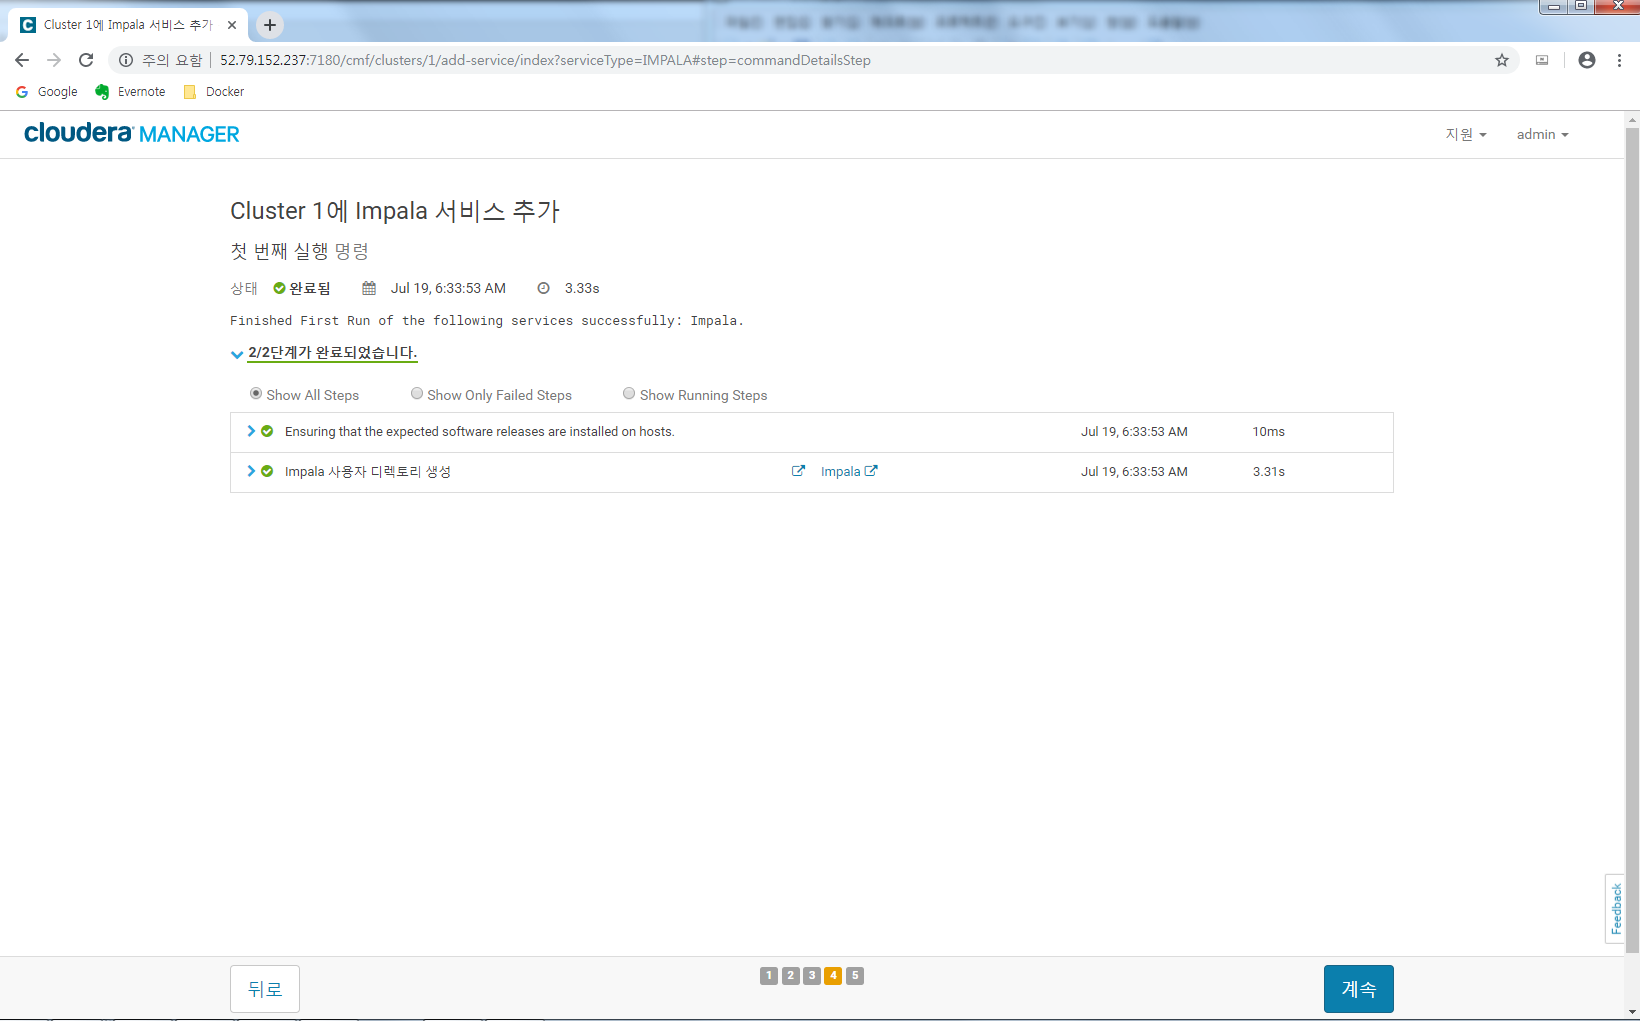 Cluster 1에 Impala 서비스 추가
주의 요함 52.79.152.237:7180/cmf/clusters/1/add-service/index?serviceType=IMPALA#step=commandDetailsStep
Google Evernote Docker
cloudera MANAGER 지원 admin
Cluster 1에 Impala 서비스 추가
첫 번째 실행 명령
상태 완료됨 Jul 19, 6:33:53 AM 3.33s
Finished First Run of the following services successfully: Impala.
2/2단계가 완료되었습니다.
Show All Steps Show Only Failed Steps Show Running Steps
Ensuring that the expected software releases are installed on hosts. Jul 19, 6:33:53 AM 10ms
Impala 사용자 디렉토리 생성 Impala Jul 19, 6:33:53 AM 3.31s
Feedback
뒤로 1 2 3 4 5 계속